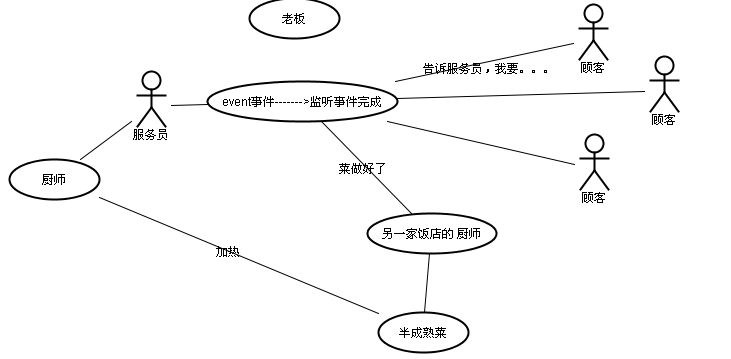 老板
顾客
告诉服务员，我要。。。
顾客
event事件------->监听事件完成
服务员
菜做好了
厨师
顾客
另一家饭店的 厨师
加热
半成熟菜